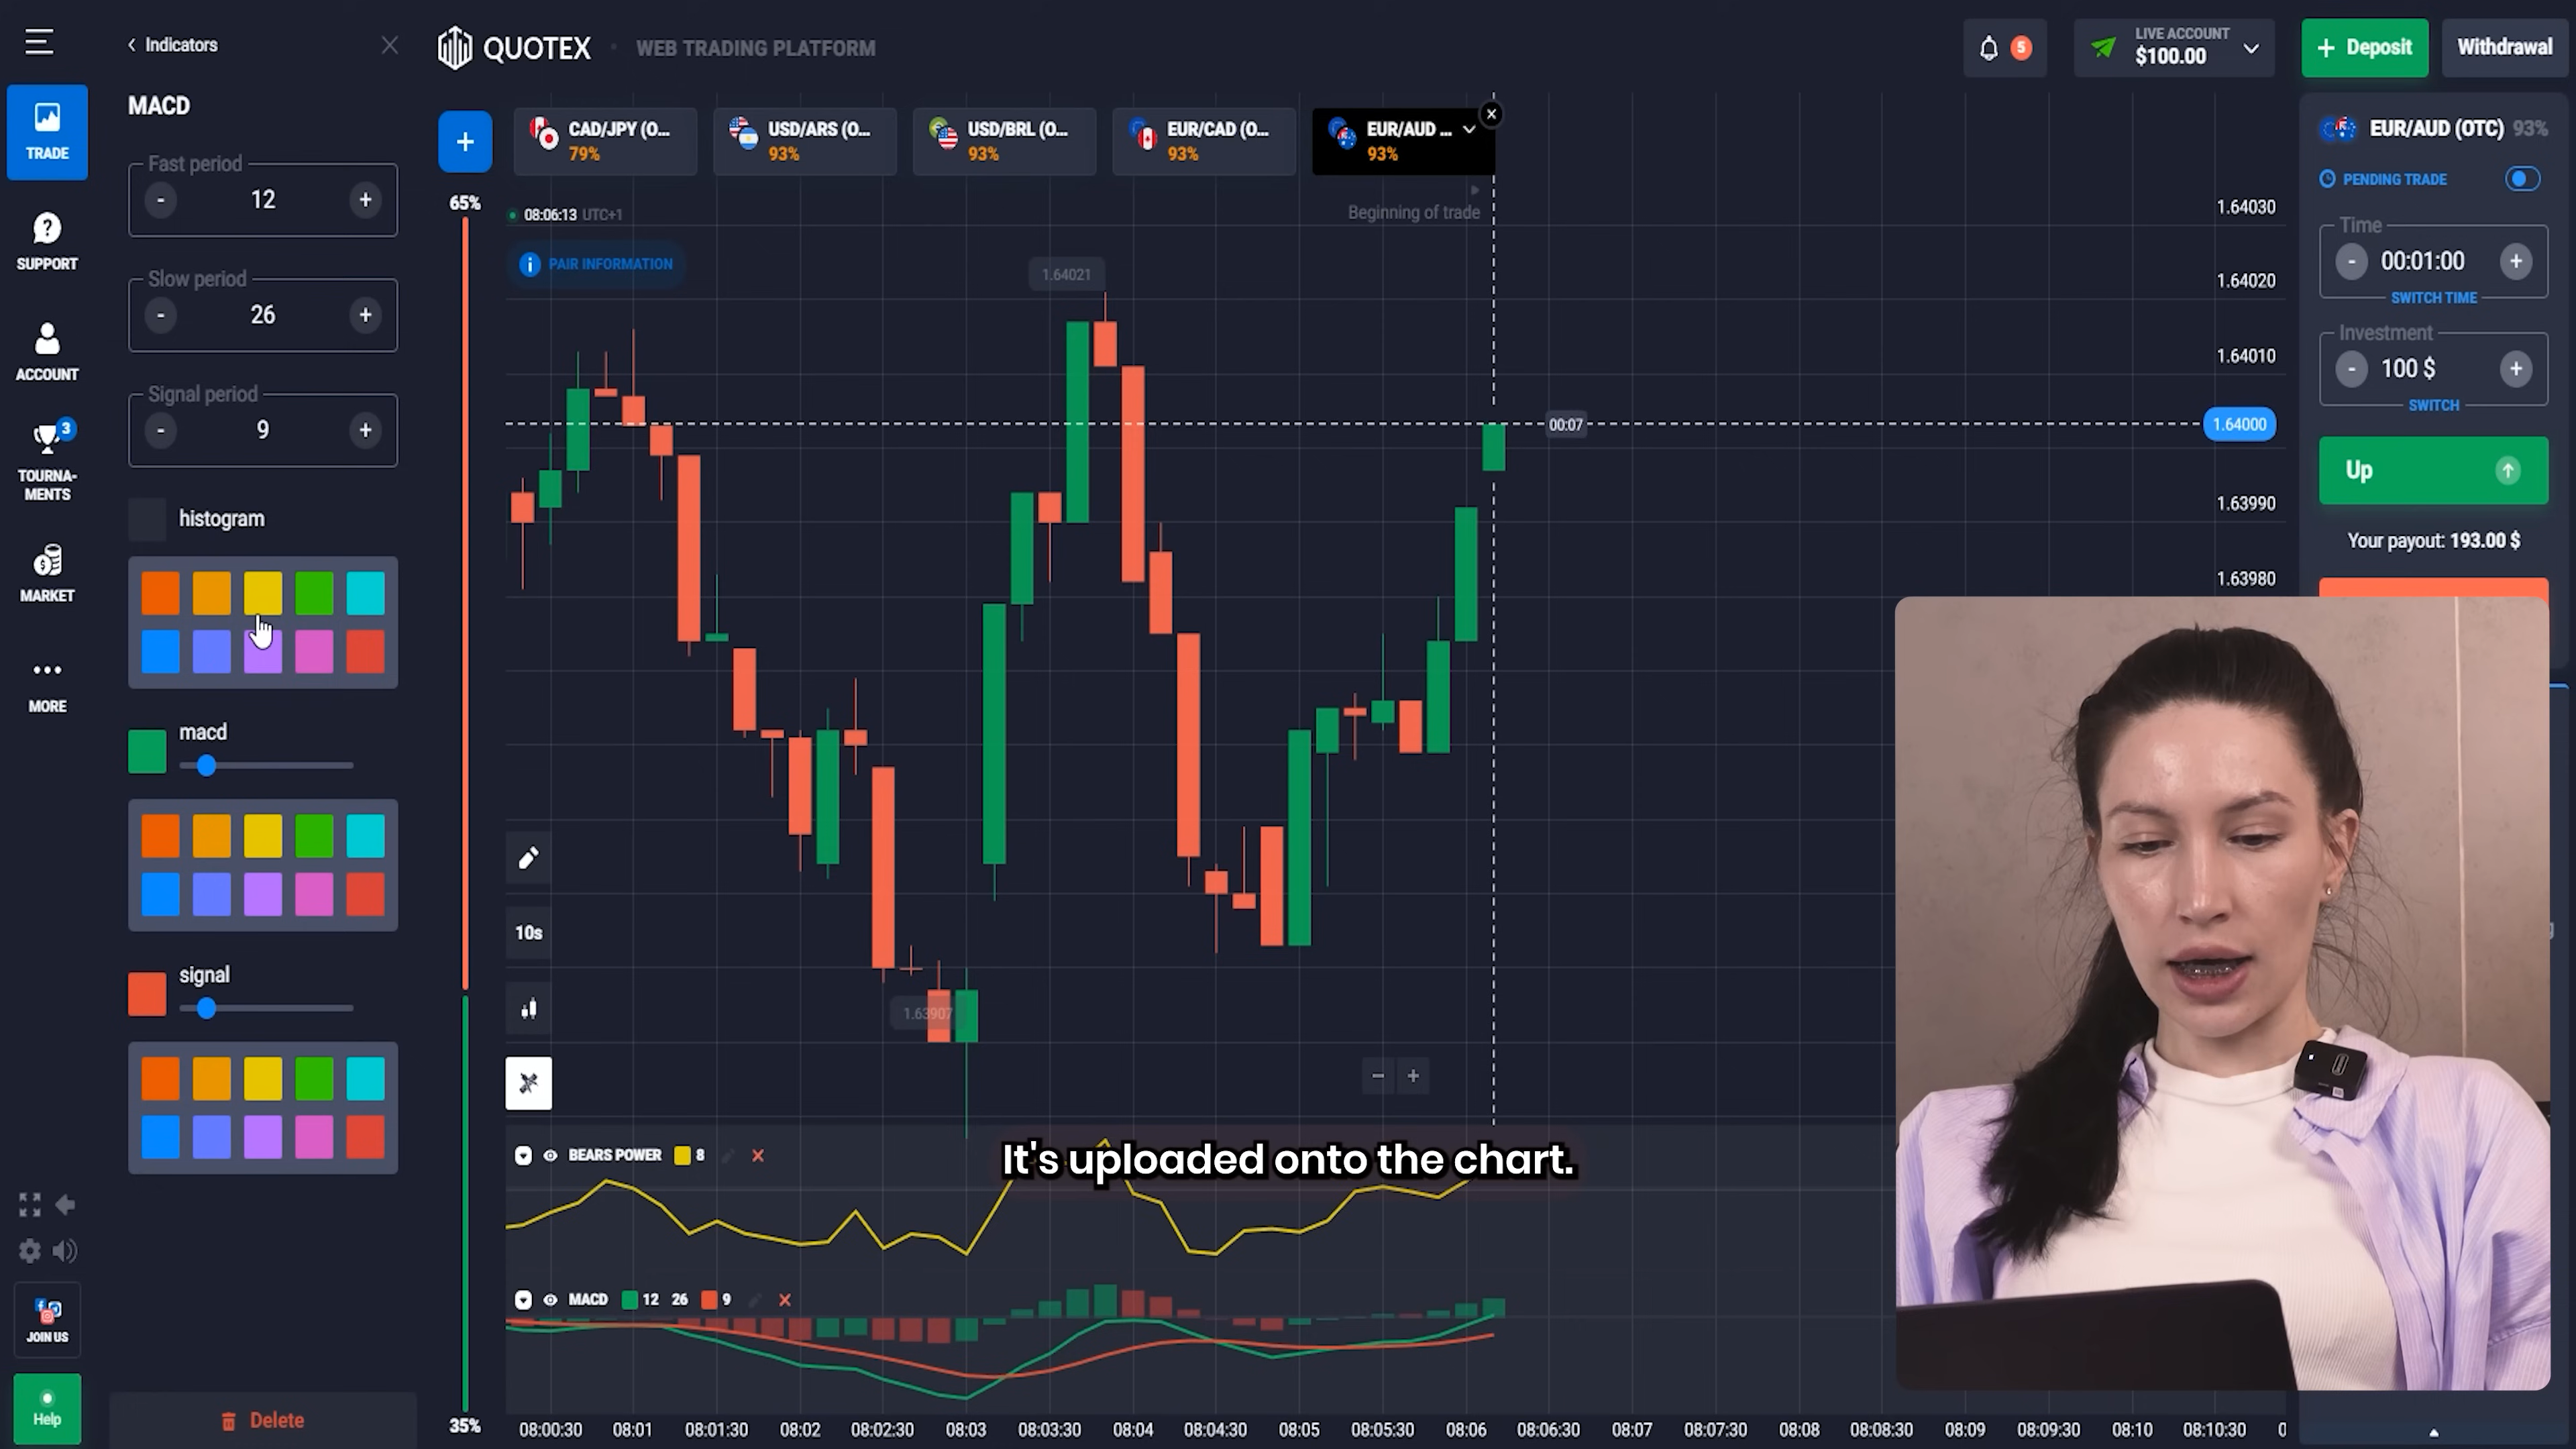 Indicators
QUOTEX
WEB TRADING PLATFORM
5
LIVE ACCOUNT
$100.00
+ Deposit
Withdrawal
TRADE
SUPPORT
ACCOUNT
3
TOURNA-
MENTS
MARKET
MORE
JOIN US
Help
MACD
Fast period
- 12 +
Slow period
- 26 +
Signal period
- 9 +
histogram
macd
signal
Delete
+
CAD/JPY (O...
79%
USD/ARS (O...
93%
USD/BRL (O...
93%
EUR/CAD (O...
93%
EUR/AUD ...
93%
65%
35%
08:06:13 UTC+1
Beginning of trade
PAIR INFORMATION
1.64021
1.63907
00:07
10s
1.64030
1.64020
1.64010
1.64000
1.63990
1.63980
BEARS POWER 8
It's uploaded onto the chart.
MACD 12 26 9
08:00:30 08:01 08:01:30 08:02 08:02:30 08:03 08:03:30 08:04 08:04:30 08:05 08:05:30 08:06 08:06:30 08:07 08:07:30 08:08 08:08:30 08:09 08:09:30 08:10 08:10:30
EUR/AUD (OTC) 93%
PENDING TRADE
Time
- 00:01:00 +
SWITCH TIME
Investment
- 100 $ +
SWITCH
Up
Your payout: 193.00 $